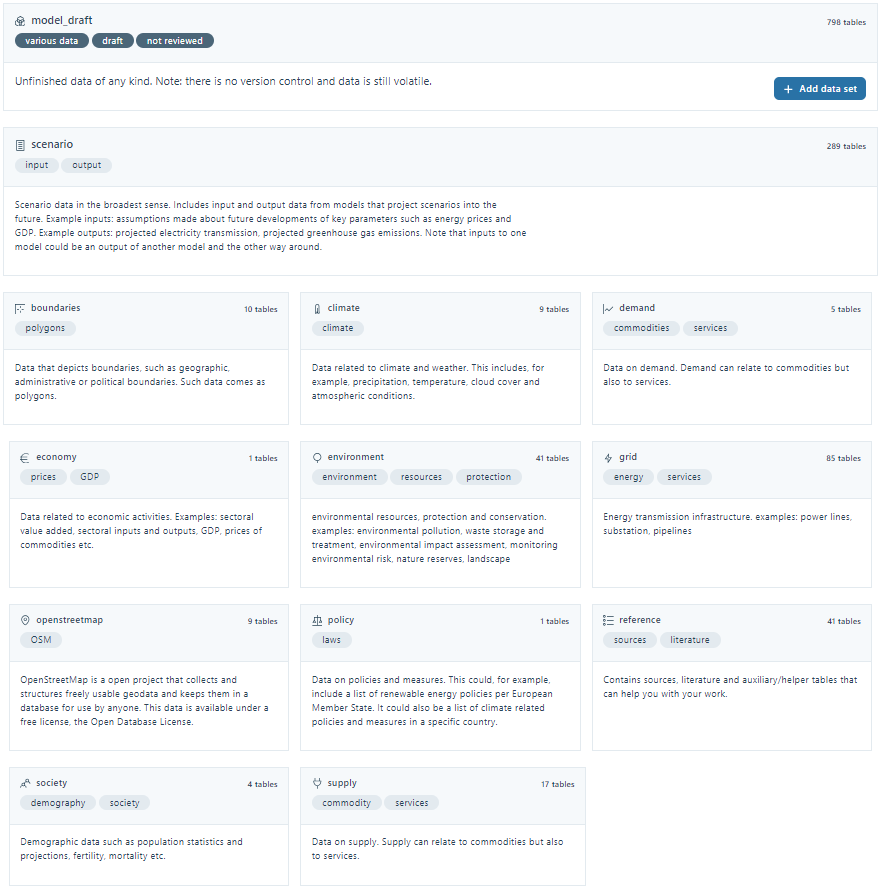 model_draft
798 tables
various data draft not reviewed
Unfinished data of any kind. Note: there is no version control and data is still volatile.
+ Add data set
scenario
289 tables
input output
Scenario data in the broadest sense. Includes input and output data from models that project scenarios into the
future. Example inputs: assumptions made about future developments of key parameters such as energy prices and
GDP. Example outputs: projected electricity transmission, projected greenhouse gas emissions. Note that inputs to one
model could be an output of another model and the other way around.
boundaries
10 tables
polygons
Data that depicts boundaries, such as geographic,
administrative or political boundaries. Such data comes as
polygons.
climate
9 tables
climate
Data related to climate and weather. This includes, for
example, precipitation, temperature, cloud cover and
atmospheric conditions.
demand
5 tables
commodities services
Data on demand. Demand can relate to commodities but
also to services.
economy
1 tables
prices GDP
Data related to economic activities. Examples: sectoral
value added, sectoral inputs and outputs, GDP, prices of
commodities etc.
environment
41 tables
environment resources protection
environmental resources, protection and conservation.
examples: environmental pollution, waste storage and
treatment, environmental impact assessment, monitoring
environmental risk, nature reserves, landscape
grid
85 tables
energy services
Energy transmission infrastructure. examples: power lines,
substation, pipelines
openstreetmap
9 tables
OSM
OpenStreetMap is a open project that collects and
structures freely usable geodata and keeps them in a
database for use by anyone. This data is available under a
free license, the Open Database License.
policy
1 tables
laws
Data on policies and measures. This could, for example,
include a list of renewable energy policies per European
Member State. It could also be a list of climate related
policies and measures in a specific country.
reference
41 tables
sources literature
Contains sources, literature and auxiliary/helper tables that
can help you with your work.
society
4 tables
demography society
Demographic data such as population statistics and
projections, fertility, mortality etc.
supply
17 tables
commodity services
Data on supply. Supply can relate to commodities but also
to services.